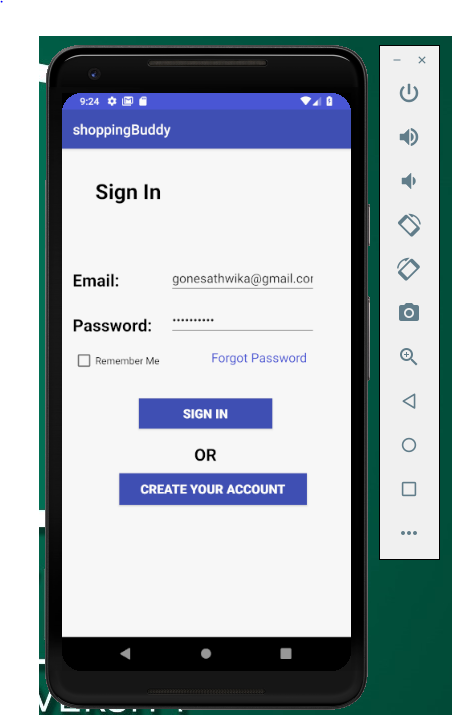 9:24
shoppingBuddy
Sign In
Email: gonesathwika@gmail.cor
Password: ••••••••••
Remember Me Forgot Password
SIGN IN
OR
CREATE YOUR ACCOUNT